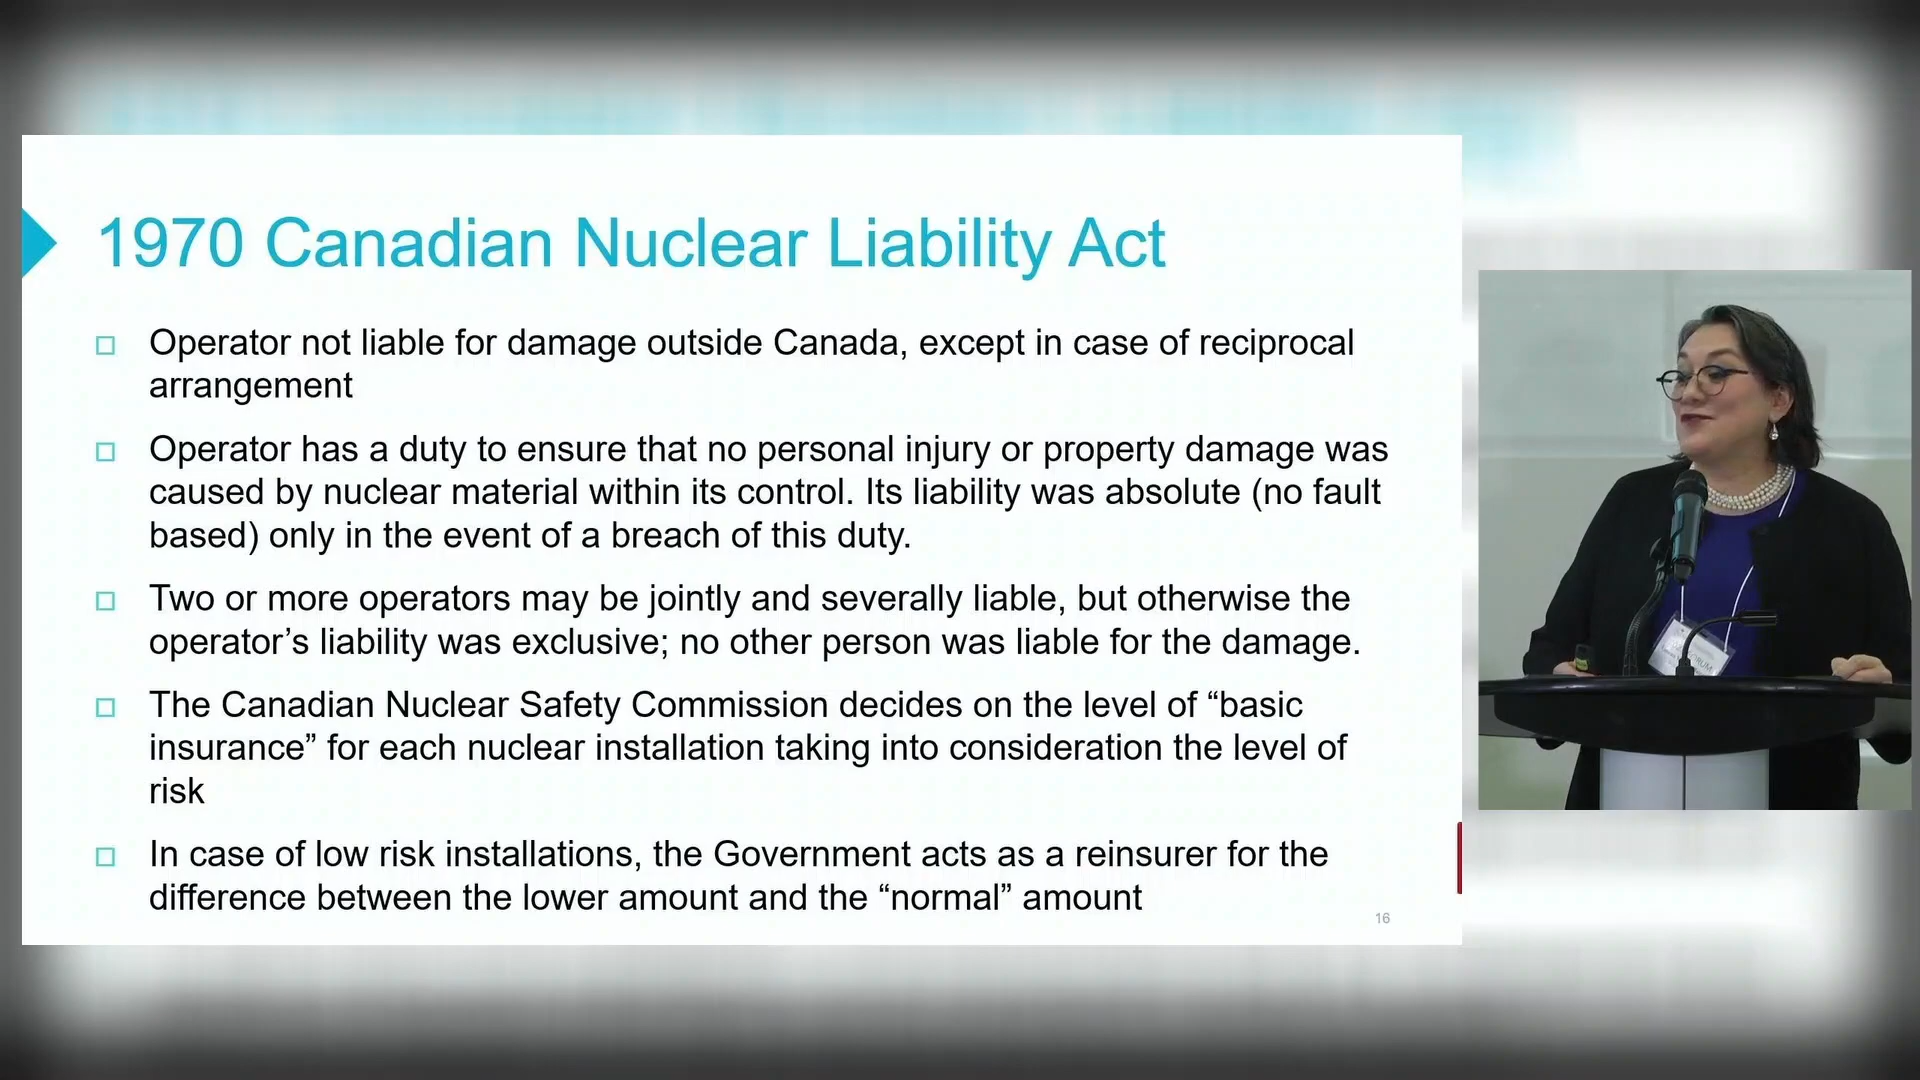 1970 Canadian Nuclear Liability Act
Operator not liable for damage outside Canada, except in case of reciprocal
arrangement
Operator has a duty to ensure that no personal injury or property damage was
caused by nuclear material within its control. Its liability was absolute (no fault
based) only in the event of a breach of this duty.
Two or more operators may be jointly and severally liable, but otherwise the
operator’s liability was exclusive; no other person was liable for the damage.
The Canadian Nuclear Safety Commission decides on the level of “basic
insurance” for each nuclear installation taking into consideration the level of
risk
In case of low risk installations, the Government acts as a reinsurer for the
difference between the lower amount and the “normal” amount
16